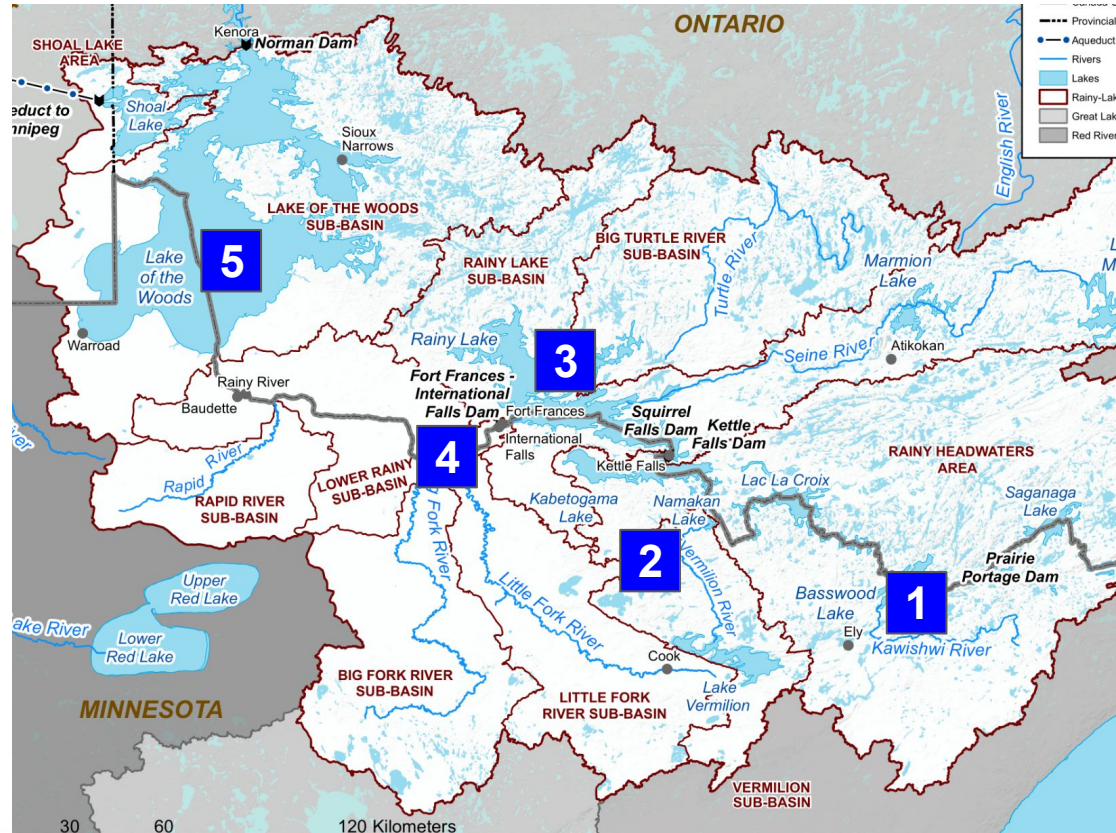 ONTARIO
SHOAL LAKE
AREA
Kenora
Norman Dam
Provincial
Aqueduct
Rivers
Lakes
Rainy-Lak
Great Lak
Red River
Shoal
Lake
educt to
nnipeg
Sioux
Narrows
English River
LAKE OF THE WOODS
SUB-BASIN
BIG TURTLE RIVER
SUB-BASIN
RAINY LAKE
SUB-BASIN
5
Lake
of the
Woods
Turtle River
Marmion
Lake
Warroad
Rainy Lake
3
Seine River
Atikokan
Rainy River
Baudette
Fort Frances -
International
Falls Dam
Fort Frances
International
Falls
Squirrel
Falls Dam
Kettle
Falls Dam
Kettle Falls
4
RAINY HEADWATERS
AREA
Rapid River
LOWER RAINY
SUB-BASIN
RAPID RIVER
SUB-BASIN
Kabetogama
Lake
Namakan
Lake
Lac La Croix
Saganaga
Lake
Fork River
2
Vermilion River
Prairie
Portage Dam
1
Basswood
Lake
Ely
Kawishwi River
Upper
Red Lake
Lower
Red Lake
ake River
Little Fork River
Cook
BIG FORK RIVER
SUB-BASIN
LITTLE FORK
RIVER SUB-BASIN
Lake
Vermilion
MINNESOTA
VERMILION
SUB-BASIN
30 60 120 Kilometers